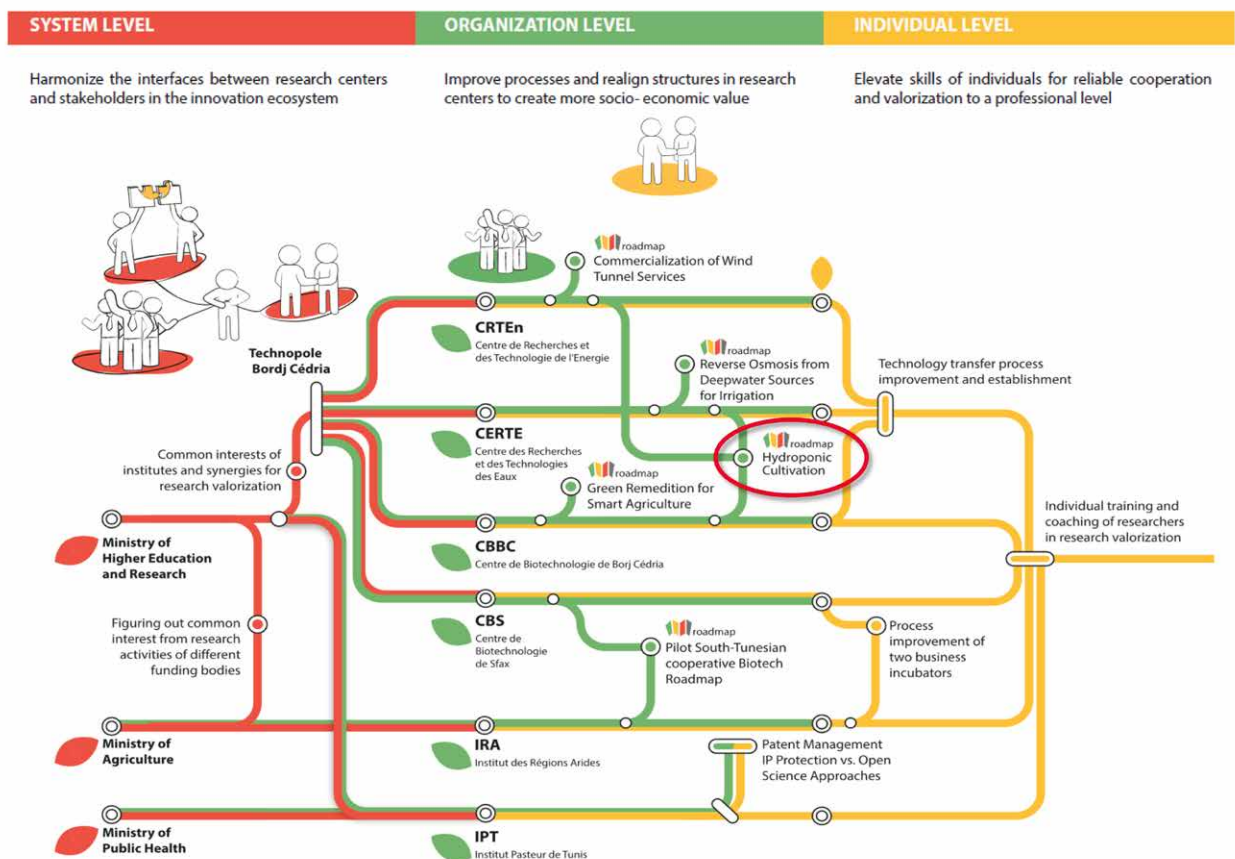 SYSTEM LEVEL
ORGANIZATION LEVEL
INDIVIDUAL LEVEL
Harmonize the interfaces between research centers
and stakeholders in the innovation ecosystem
Improve processes and realign structures in research
centers to create more socio- economic value
Elevate skills of individuals for reliable cooperation
and valorization to a professional level
roadmap
Commercialization of Wind
Tunnel Services
CRTEn
Centre de Recherches et
des Technologie de l'Energie
Technopole
Bordj Cédria
roadmap
Reverse Osmosis from
Deepwater Sources
for Irrigation
Technology transfer process
improvement and establishment
CERTE
Centre des Recherches
et des Technologies
des Eaux
roadmap
Hydroponic
Cultivation
Common interests of
institutes and synergies for
research valorization
roadmap
Green Remedition for
Smart Agriculture
Individual training and
coaching of researchers
in research valorization
Ministry of
Higher Education
and Research
CBBC
Centre de Biotechnologie de Borj Cédria
CBS
Centre de
Biotechnologie
de Sfax
Figuring out common
interest from research
activities of different
funding bodies
roadmap
Pilot South-Tunesian
cooperative Biotech
Roadmap
Process
improvement of
two business
incubators
Ministry of
Agriculture
IRA
Institut des Régions Arides
Patent Management
IP Protection vs. Open
Science Approaches
Ministry of
Public Health
IPT
Institut Pasteur de Tunis